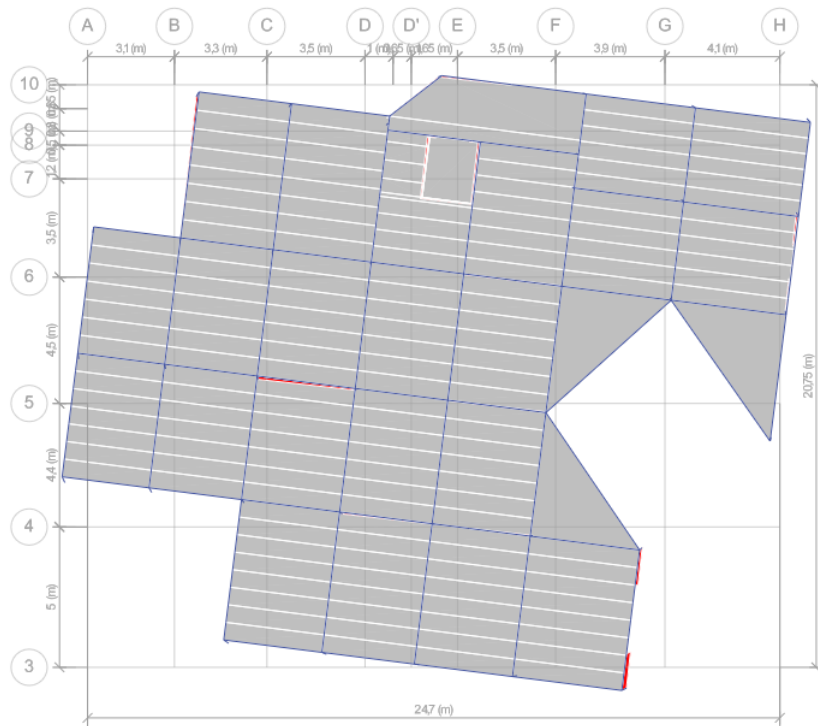 A B C D D' E F G H
3,1 (m) 3,3 (m) 3,5 (m) 3,5 (m) 3,9 (m) 4,1 (m)
10
9
8
7
3,5 (m)
6
4,5 (m)
20,75 (m)
5
4,4 (m)
4
5 (m)
3
24,7 (m)